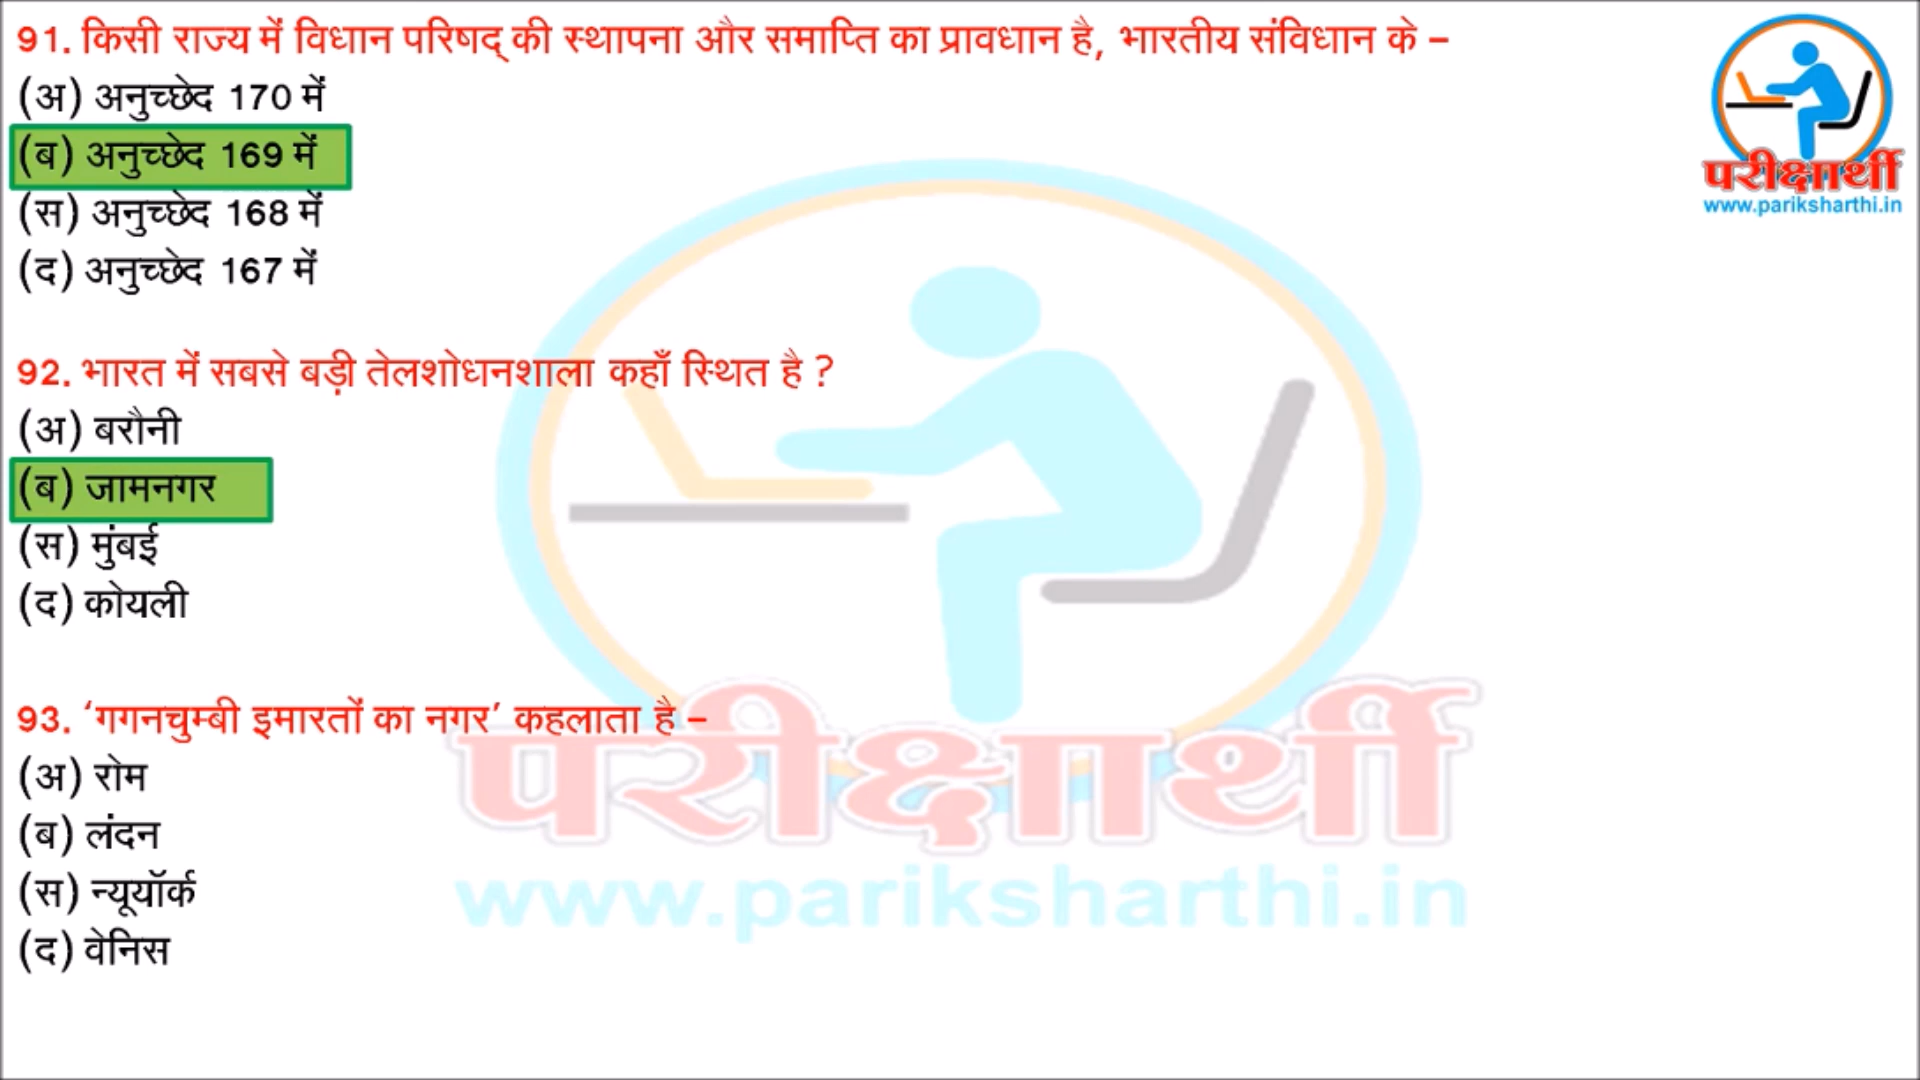 91. किसी राज्य में विधान परिषद् की स्थापना और समाप्ति का प्रावधान है, भारतीय संविधान के –
(अ) अनुच्छेद 170 में
(ब) अनुच्छेद 169 में
(स) अनुच्छेद 168 में
(द) अनुच्छेद 167 में
परीक्षार्थी
www.pariksharthi.in
92. भारत में सबसे बड़ी तेलशोधनशाला कहाँ स्थित है ?
(अ) बरौनी
(ब) जामनगर
(स) मुंबई
(द) कोयली
93. ‘गगनचुम्बी इमारतों का नगर’ कहलाता है –
(अ) रोम
(ब) लंदन
(स) न्यूयॉर्क
(द) वेनिस
परीक्षार्थी
www.pariksharthi.in